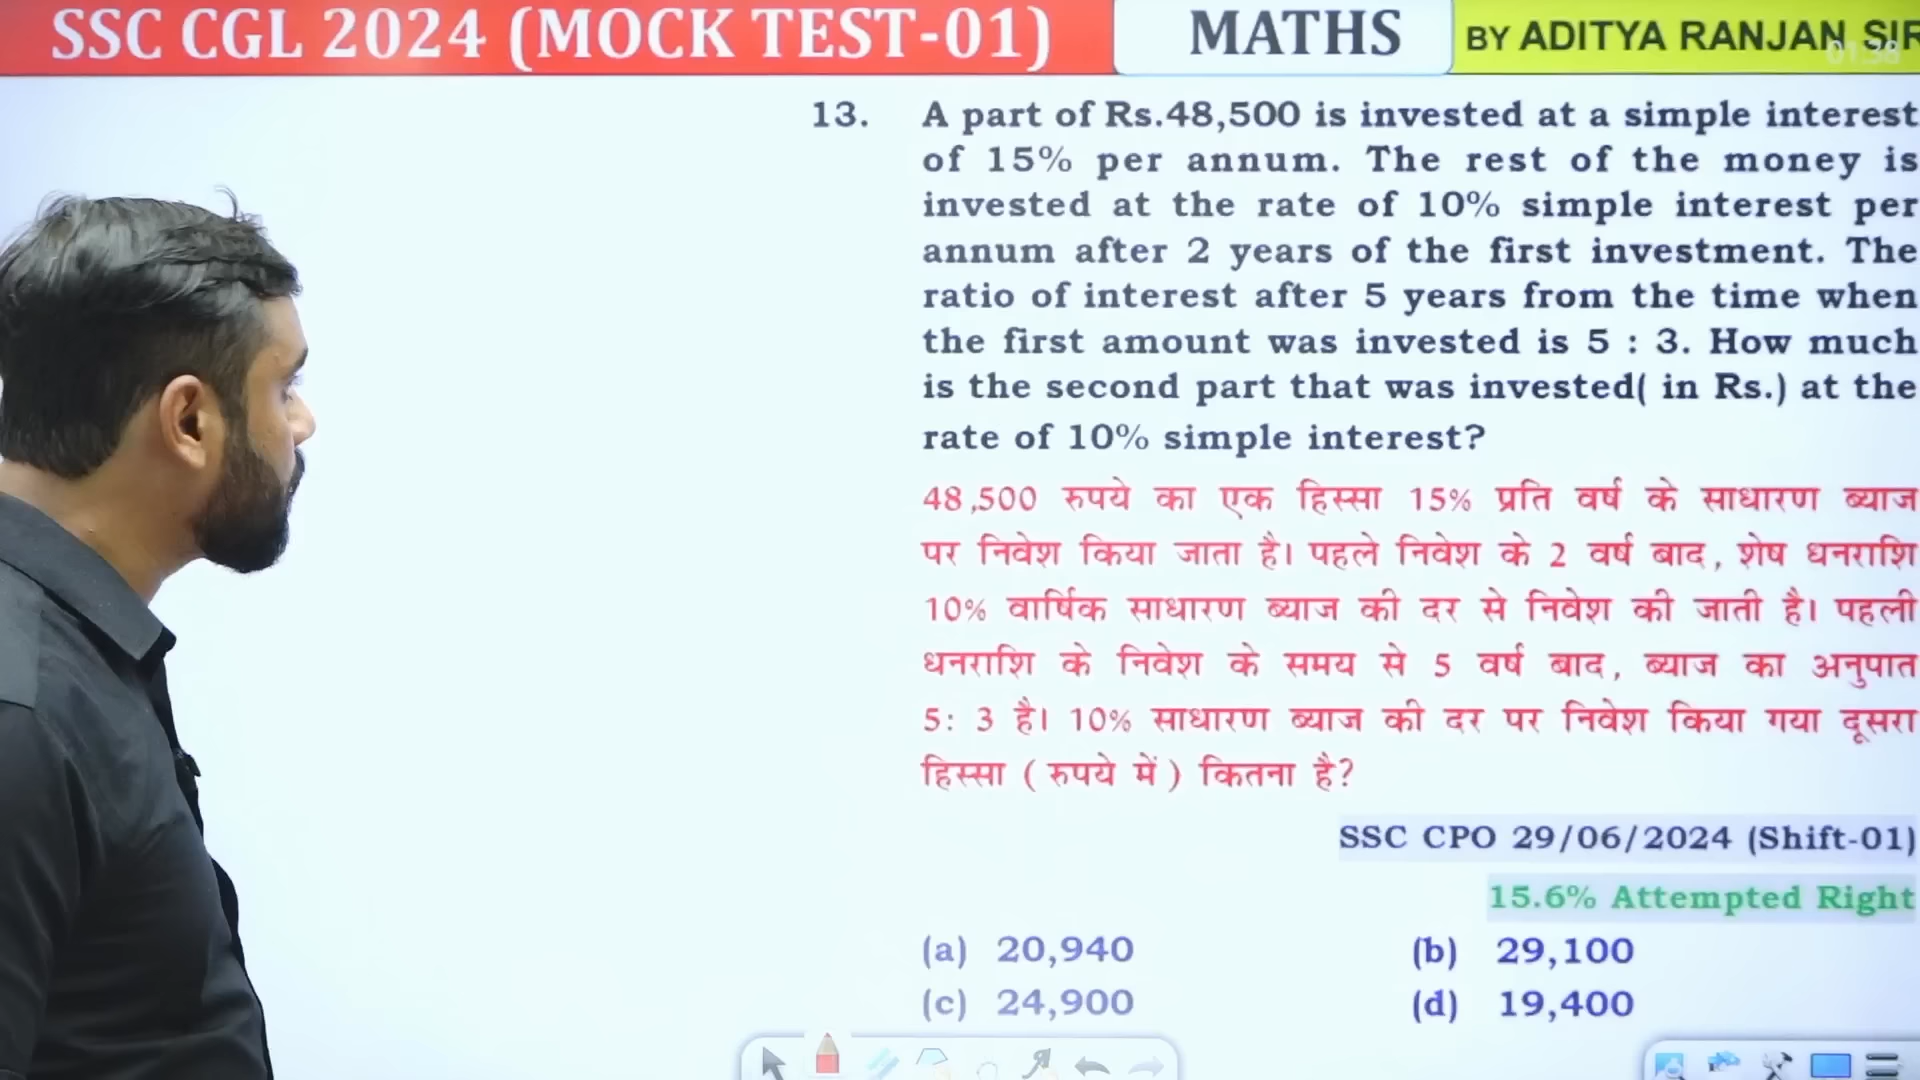 SSC CGL 2024 (MOCK TEST-01)
MATHS
BY ADITYA RANJAN SIR
01:38
13. A part of Rs.48,500 is invested at a simple interest
of 15% per annum. The rest of the money is
invested at the rate of 10% simple interest per
annum after 2 years of the first investment. The
ratio of interest after 5 years from the time when
the first amount was invested is 5 : 3. How much
is the second part that was invested( in Rs.) at the
rate of 10% simple interest?
48,500 रुपये का एक हिस्सा 15% प्रति वर्ष के साधारण ब्याज
पर निवेश किया जाता है। पहले निवेश के 2 वर्ष बाद, शेष धनराशि
10% वार्षिक साधारण ब्याज की दर से निवेश की जाती है। पहली
धनराशि के निवेश के समय से 5 वर्ष बाद, ब्याज का अनुपात
5: 3 है। 10% साधारण ब्याज की दर पर निवेश किया गया दूसरा
हिस्सा ( रुपये में ) कितना है?
SSC CPO 29/06/2024 (Shift-01)
15.6% Attempted Right
(a) 20,940 (b) 29,100
(c) 24,900 (d) 19,400